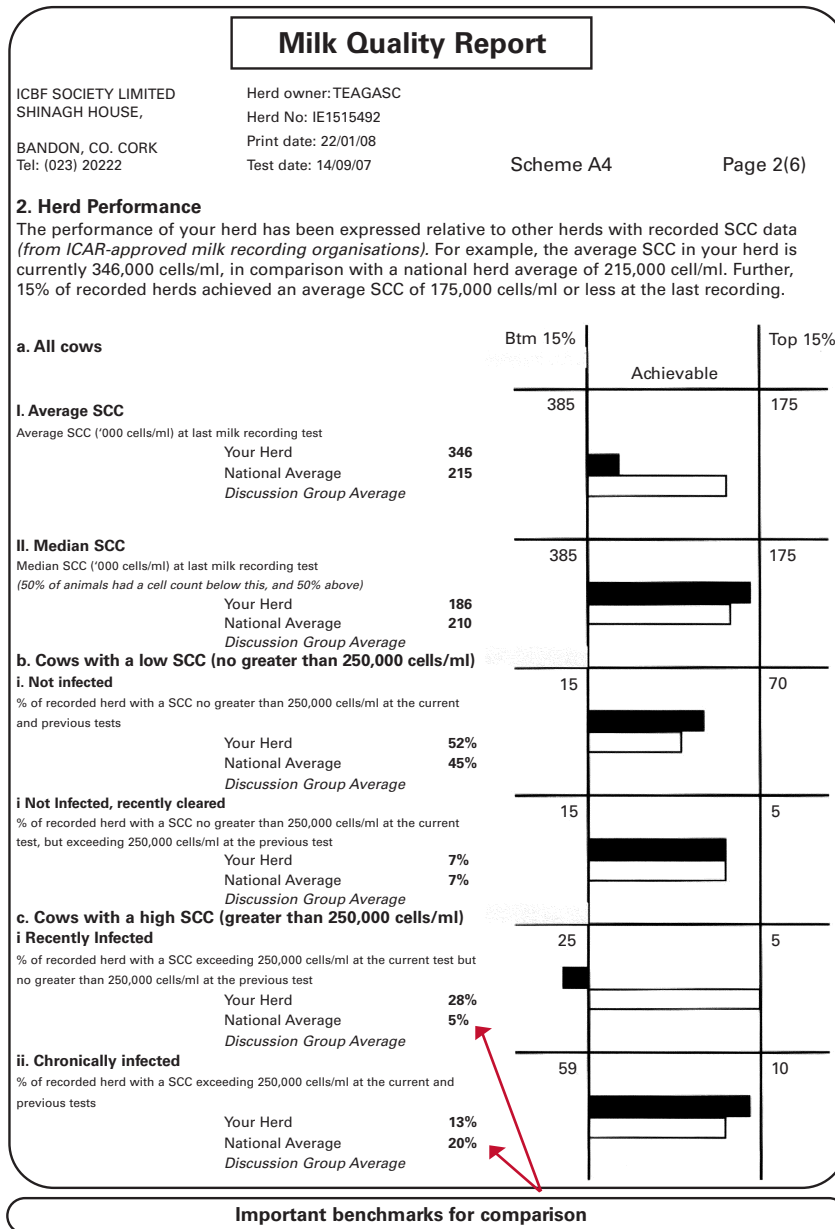 Milk Quality Report
ICBF SOCIETY LIMITED
SHINAGH HOUSE,
BANDON, CO. CORK
Tel: (023) 20222
Herd owner: TEAGASC
Herd No: IE1515492
Print date: 22/01/08
Test date: 14/09/07
Scheme A4
Page 2(6)
2. Herd Performance
The performance of your herd has been expressed relative to other herds with recorded SCC data
(from ICAR-approved milk recording organisations). For example, the average SCC in your herd is
currently 346,000 cells/ml, in comparison with a national herd average of 215,000 cell/ml. Further,
15% of recorded herds achieved an average SCC of 175,000 cells/ml or less at the last recording.
a. All cows
Btm 15%
Achievable
Top 15%
I. Average SCC
385
175
Average SCC ('000 cells/ml) at last milk recording test
Your Herd 346
National Average 215
Discussion Group Average
II. Median SCC
385
175
Median SCC ('000 cells/ml) at last milk recording test
(50% of animals had a cell count below this, and 50% above)
Your Herd 186
National Average 210
Discussion Group Average
b. Cows with a low SCC (no greater than 250,000 cells/ml)
i. Not infected
15
70
% of recorded herd with a SCC no greater than 250,000 cells/ml at the current
and previous tests
Your Herd 52%
National Average 45%
Discussion Group Average
i Not Infected, recently cleared
15
5
% of recorded herd with a SCC no greater than 250,000 cells/ml at the current
test, but exceeding 250,000 cells/ml at the previous test
Your Herd 7%
National Average 7%
Discussion Group Average
c. Cows with a high SCC (greater than 250,000 cells/ml)
i Recently Infected
25
5
% of recorded herd with a SCC exceeding 250,000 cells/ml at the current test but
no greater than 250,000 cells/ml at the previous test
Your Herd 28%
National Average 5%
Discussion Group Average
ii. Chronically infected
59
10
% of recorded herd with a SCC exceeding 250,000 cells/ml at the current and
previous tests
Your Herd 13%
National Average 20%
Discussion Group Average
Important benchmarks for comparison